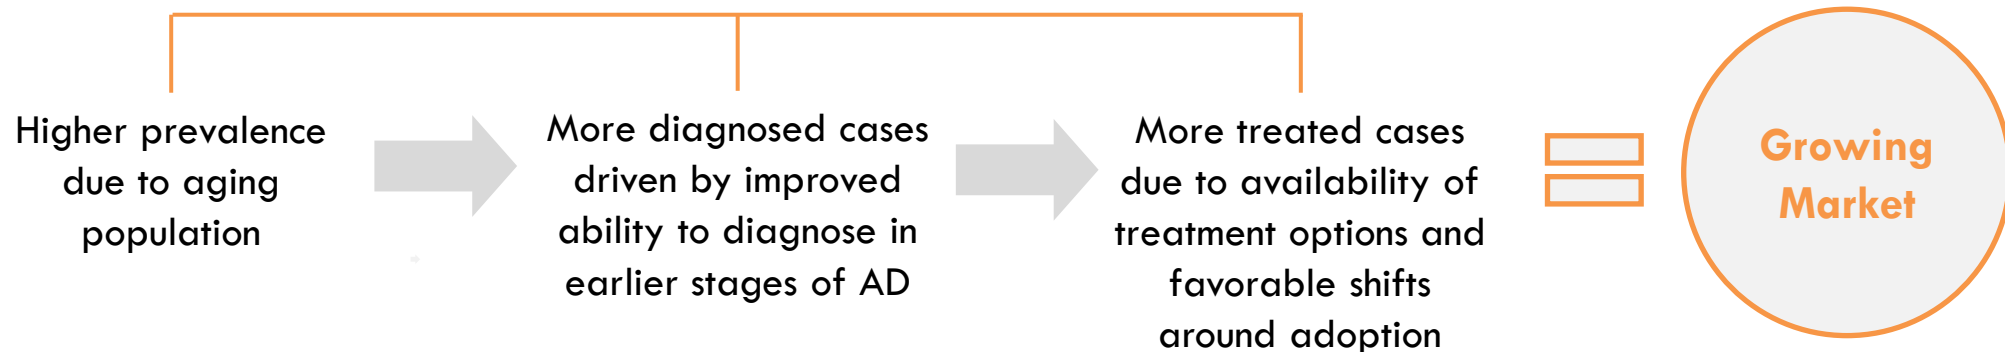 Higher prevalence
due to aging
population
More diagnosed cases
driven by improved
ability to diagnose in
earlier stages of AD
More treated cases
due to availability of
treatment options and
favorable shifts
around adoption
Growing
Market